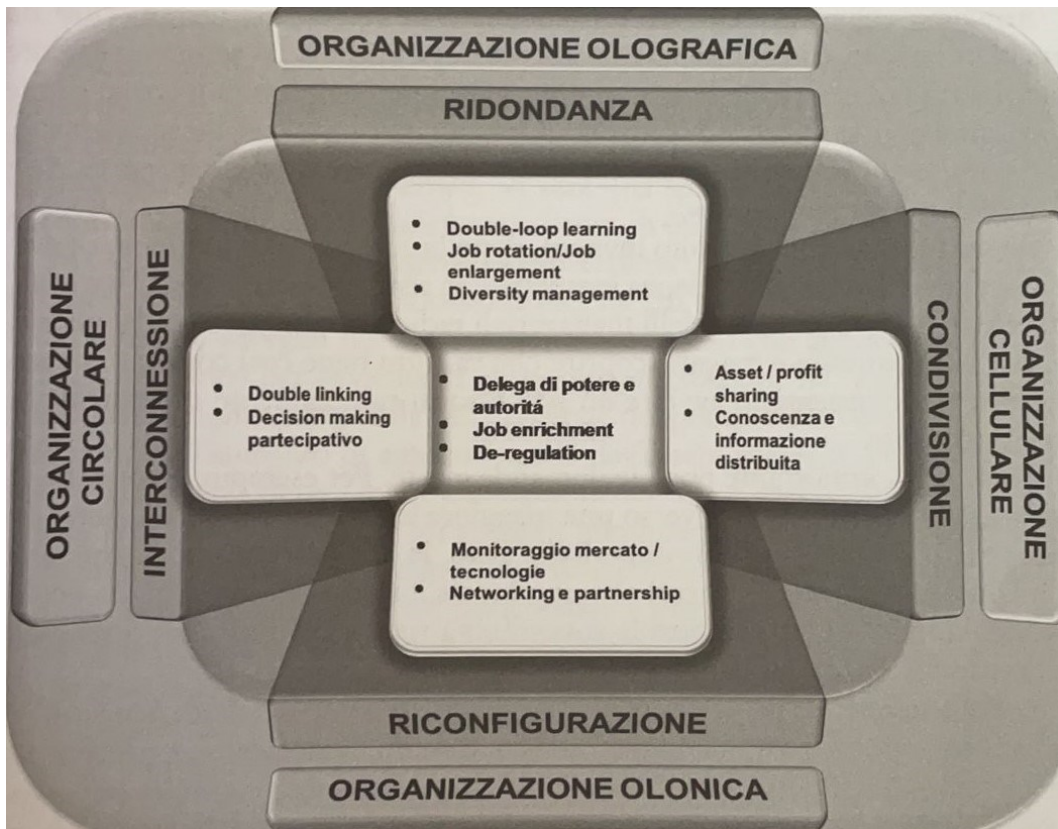 ORGANIZZAZIONE OLOGRAFICA
RIDONDANZA
• Double-loop learning
• Job rotation/Job
enlargement
• Diversity management
ORGANIZZAZIONE
CIRCOLARE
INTERCONNESSIONE
• Double linking
• Decision making
partecipativo
• Delega di potere e
autoritá
• Job enrichment
• De-regulation
• Asset / profit
sharing
• Conoscenza e
informazione
distribuita
CONDIVISIONE
ORGANIZZAZIONE
CELLULARE
• Monitoraggio mercato /
tecnologie
• Networking e partnership
RICONFIGURAZIONE
ORGANIZZAZIONE OLONICA